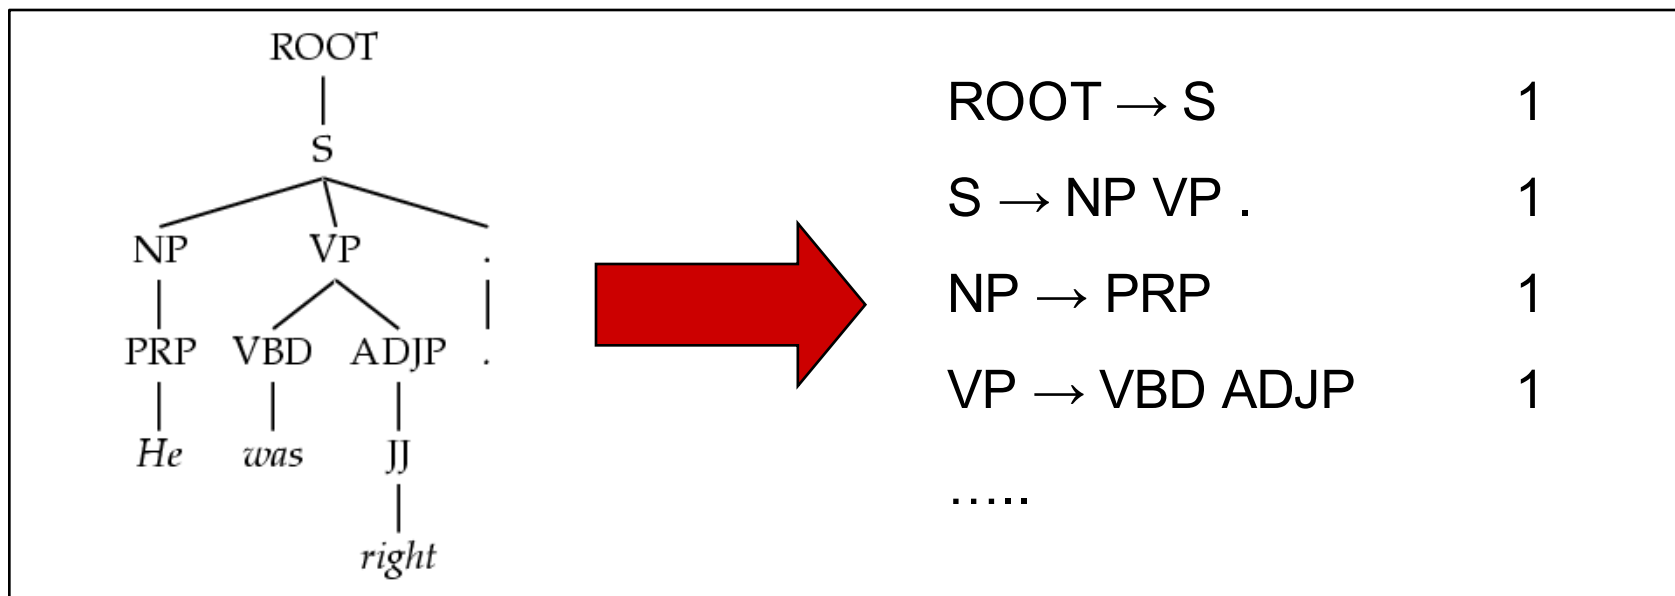 ROOT
S
NP VP .
PRP VBD ADJP .
He was JJ
right
ROOT → S 1
S → NP VP . 1
NP → PRP 1
VP → VBD ADJP 1
…..